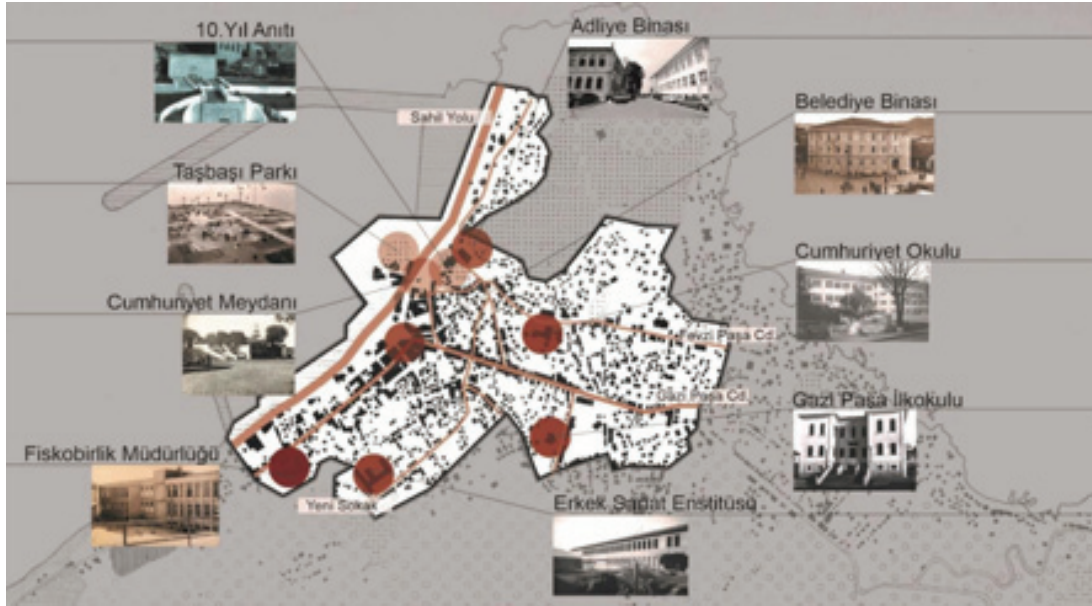 10.Yıl Anıtı
Adliye Binası
Belediye Binası
Sahil Yolu
Taşbaşı Parkı
Cumhuriyet Okulu
Cumhuriyet Meydanı
Fevzi Paşa Cd.
Gazi Paşa Cd.
Gazi Paşa İlkokulu
Fiskobirlik Müdürlüğü
Yeni Sokak
Erkek Sanat Enstitüsü